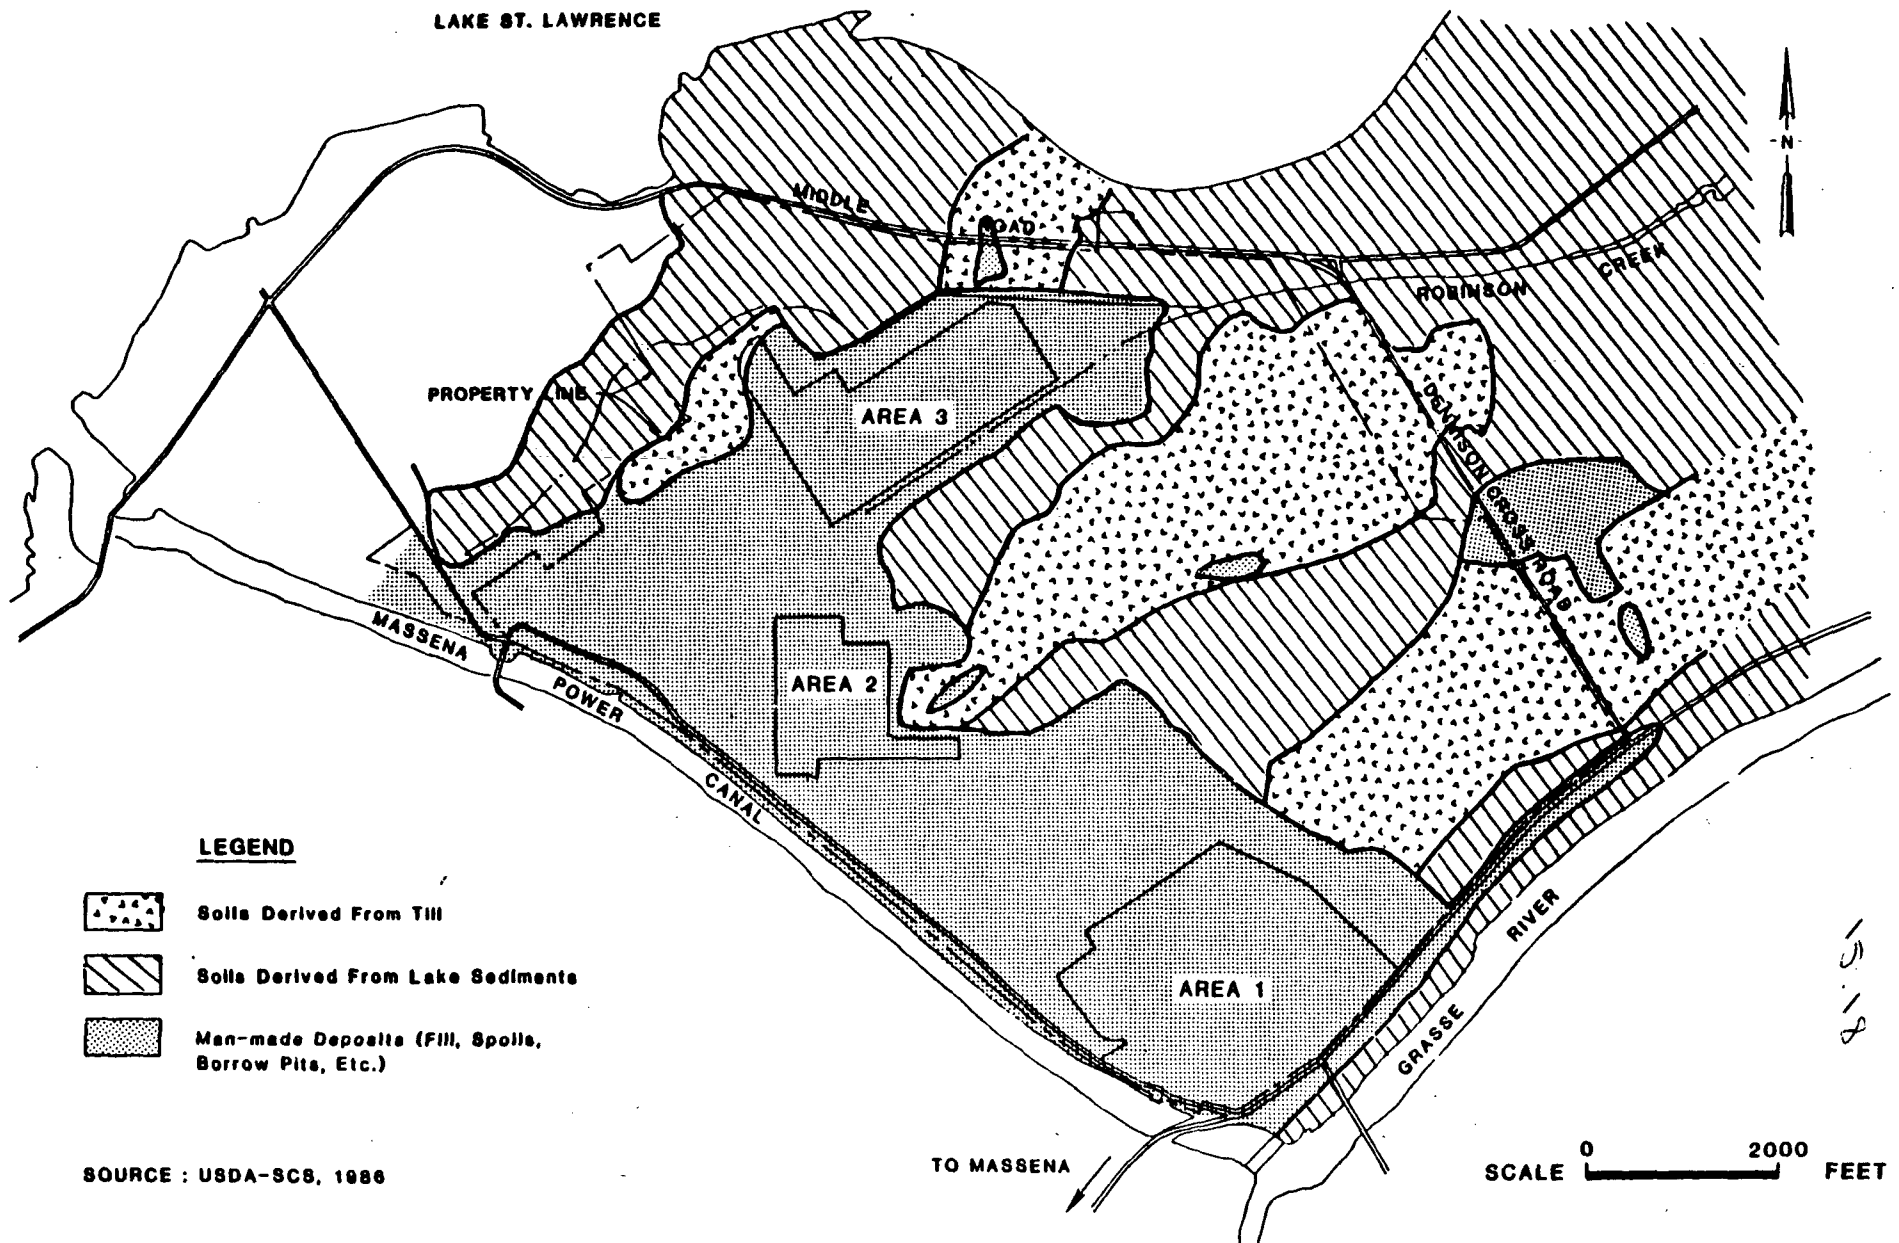 LAKE ST. LAWRENCE
N
MIDDLE
ROAD
CREEK
ROBINSON
PROPERTY LINE
AREA 3
DENNISON CROSS ROAD
MASSENA
POWER
CANAL
AREA 2
LEGEND
Soils Derived From Till
Soils Derived From Lake Sediments
Man-made Deposits (Fill, Spoils,
Borrow Pits, Etc.)
AREA 1
RIVER
GRASSE
5-18
SOURCE : USDA-SCS, 1986
TO MASSENA
0 2000
SCALE FEET